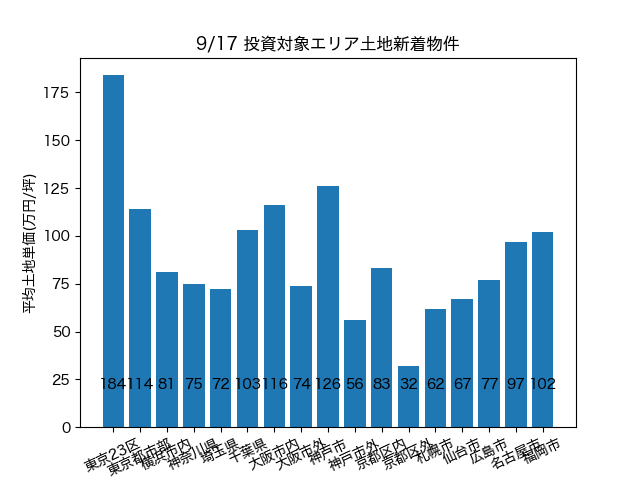 9/17 投資対象エリア土地新着物件
平均土地単価(万円/坪)
175
150
125
100
75
50
25
0
184 114 81 75 72 103 116 74 126 56 83 32 62 67 77 97 102
東京23区 東京都市部 横浜市内 神奈川県 埼玉県 千葉県 大阪市内 大阪市外 神戸市 神戸市外 京都区内 京都区外 札幌市 仙台市 広島市 名古屋市 福岡市